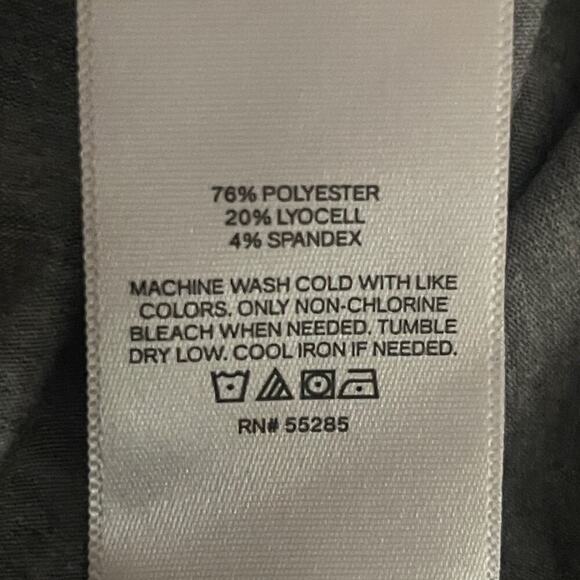 76% POLYESTER
20% LYOCELL
4% SPANDEX
MACHINE WASH COLD WITH LIKE
COLORS. ONLY NON-CHLORINE
BLEACH WHEN NEEDED. TUMBLE
DRY LOW. COOL IRON IF NEEDED.
RN# 55285